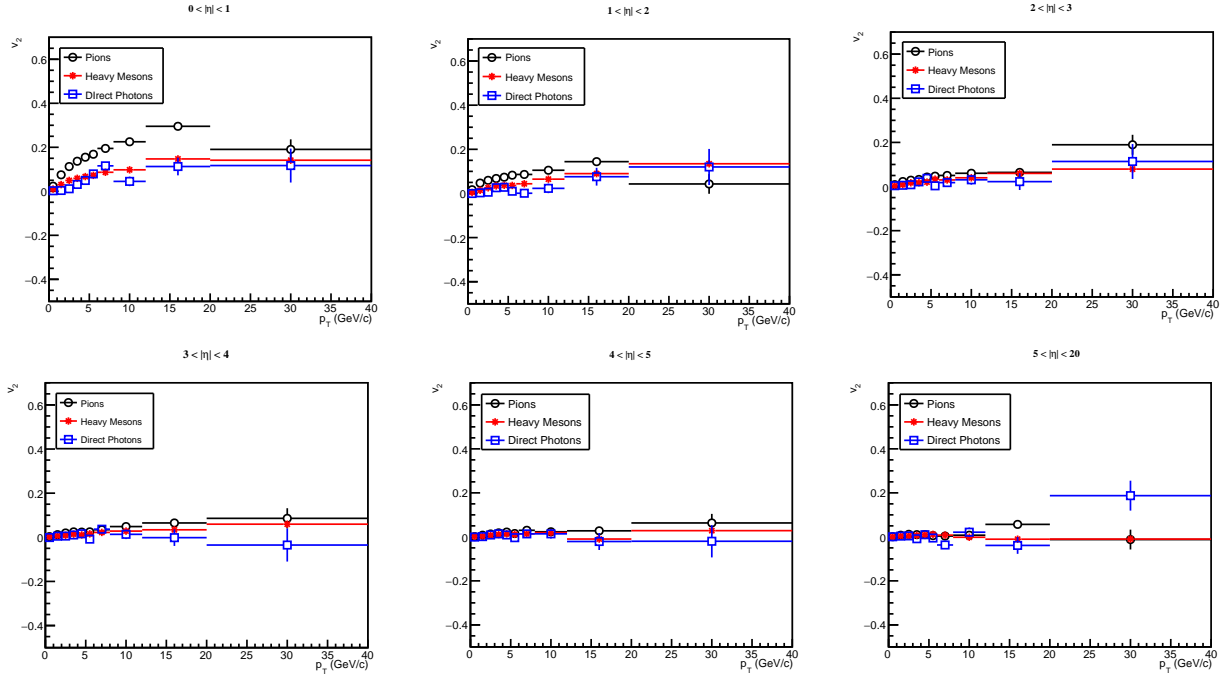 0 < |η| < 1
v₂
0.6
0.4
0.2
0
−0.2
−0.4
Pions
Heavy Mesons
DIrect Photons
0 5 10 15 20 25 30 35 40
p_T (GeV/c)
1 < |η| < 2
v₂
0.6
0.4
0.2
0
−0.2
−0.4
Pions
Heavy Mesons
Direct Photons
0 5 10 15 20 25 30 35 40
p_T (GeV/c)
2 < |η| < 3
v₂
0.6
0.4
0.2
0
−0.2
−0.4
Pions
Heavy Mesons
Direct Photons
0 5 10 15 20 25 30 35 40
p_T (GeV/c)
3 < |η| < 4
v₂
0.6
0.4
0.2
0
−0.2
−0.4
Pions
Heavy Mesons
Direct Photons
0 5 10 15 20 25 30 35 40
p_T (GeV/c)
4 < |η| < 5
v₂
0.6
0.4
0.2
0
−0.2
−0.4
Pions
Heavy Mesons
Direct Photons
0 5 10 15 20 25 30 35 40
p_T (GeV/c)
5 < |η| < 20
v₂
0.6
0.4
0.2
0
−0.2
−0.4
Pions
Heavy Mesons
Direct Photons
0 5 10 15 20 25 30 35 40
p_T (GeV/c)